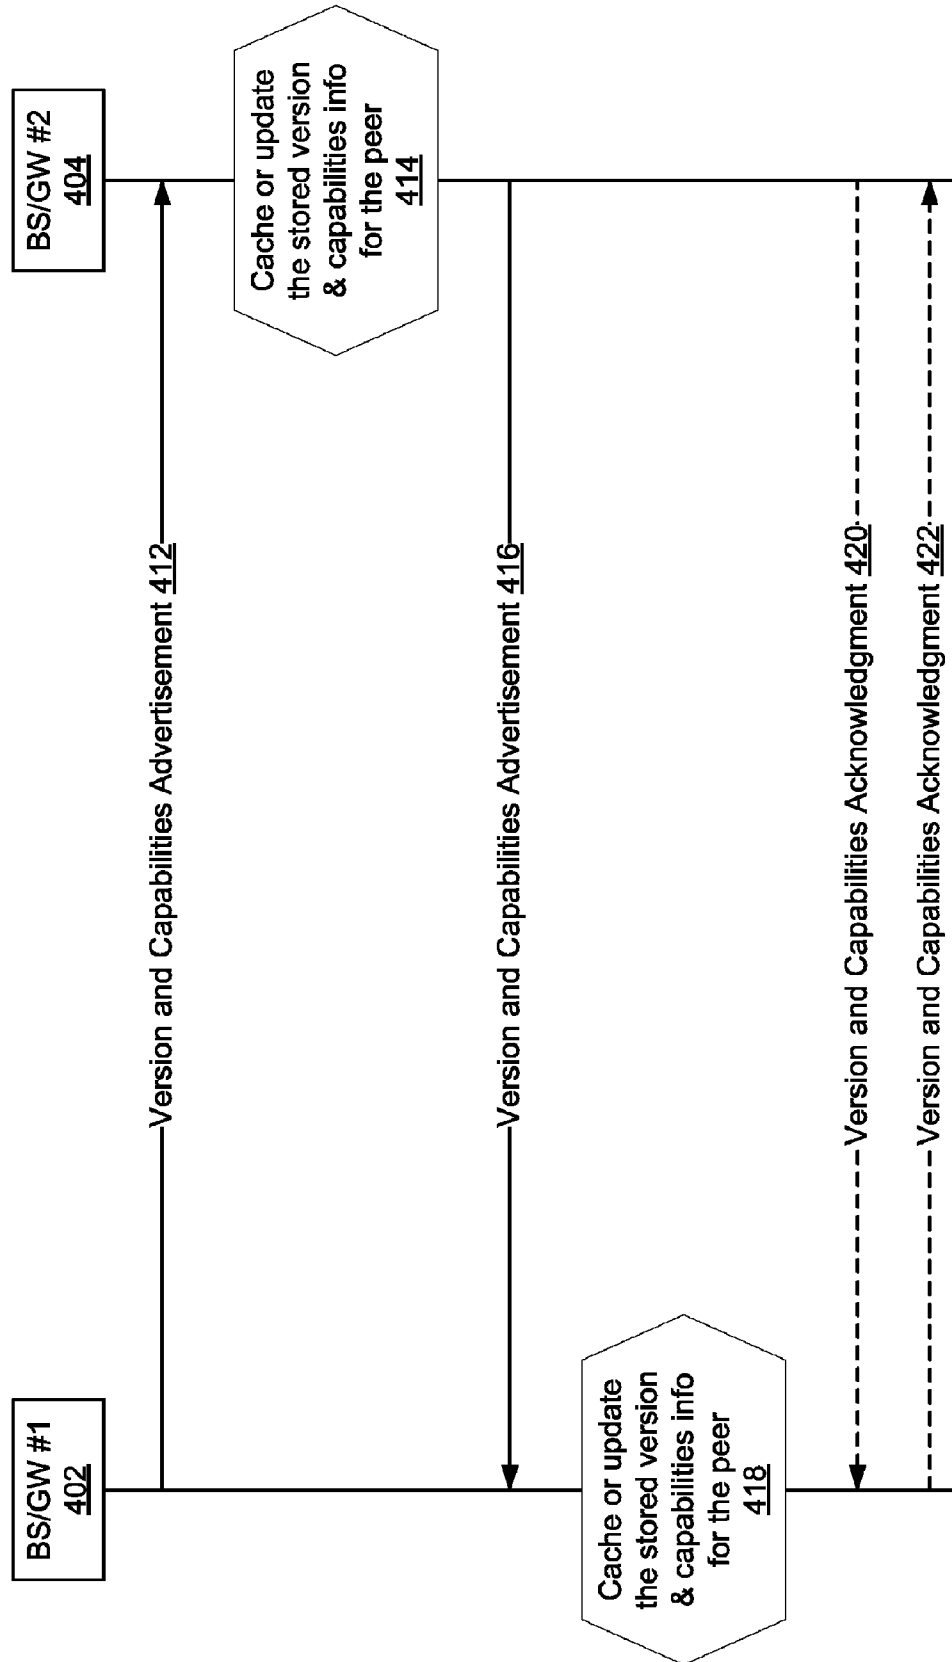 BS/GW #1
402
BS/GW #2
404
Version and Capabilities Advertisement 412
Cache or update
the stored version
& capabilities info
for the peer
414
Version and Capabilities Advertisement 416
Cache or update
the stored version
& capabilities info
for the peer
418
Version and Capabilities Acknowledgment 420
Version and Capabilities Acknowledgment 422